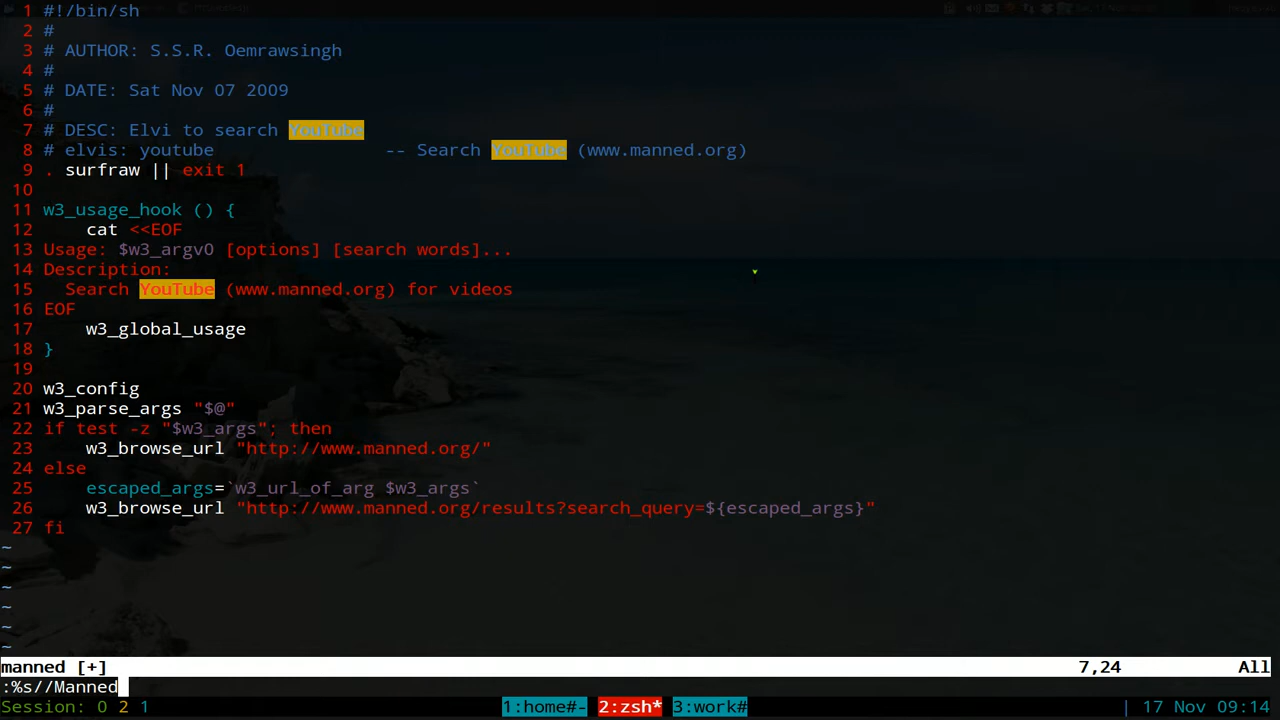 1 #!/bin/sh
2 #
3 # AUTHOR: S.S.R. Oemrawsingh
4 #
5 # DATE: Sat Nov 07 2009
6 #
7 # DESC: Elvi to search YouTube
8 # elvis: youtube                -- Search YouTube (www.manned.org)
9 . surfraw || exit 1
10
11 w3_usage_hook () {
12     cat <<EOF
13 Usage: $w3_argv0 [options] [search words]...
14 Description:
15   Search YouTube (www.manned.org) for videos
16 EOF
17     w3_global_usage
18 }
19
20 w3_config
21 w3_parse_args "$@"
22 if test -z "$w3_args"; then
23     w3_browse_url "http://www.manned.org/"
24 else
25     escaped_args=`w3_url_of_arg $w3_args`
26     w3_browse_url "http://www.manned.org/results?search_query=${escaped_args}"
27 fi
~
~
~
~
~
~
manned [+] 7,24 All
:%s//Manned
Session: 0 2 1 1:home#- 2:zsh* 3:work# | 17 Nov 09:14